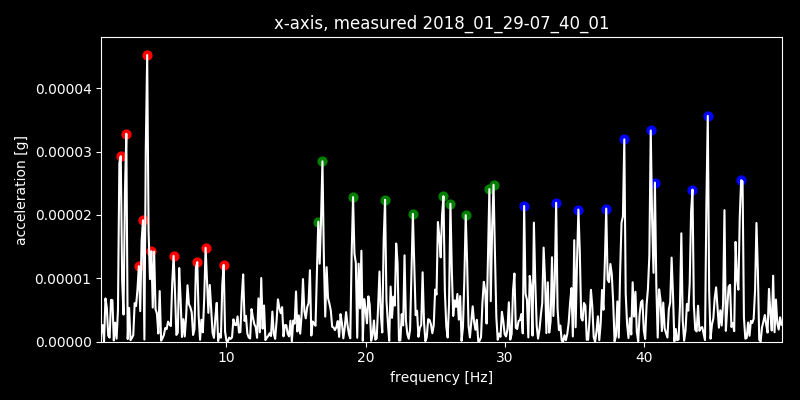 x-axis, measured 2018_01_29-07_40_01
acceleration [g]
0.00004
0.00003
0.00002
0.00001
0.00000
10 20 30 40
frequency [Hz]